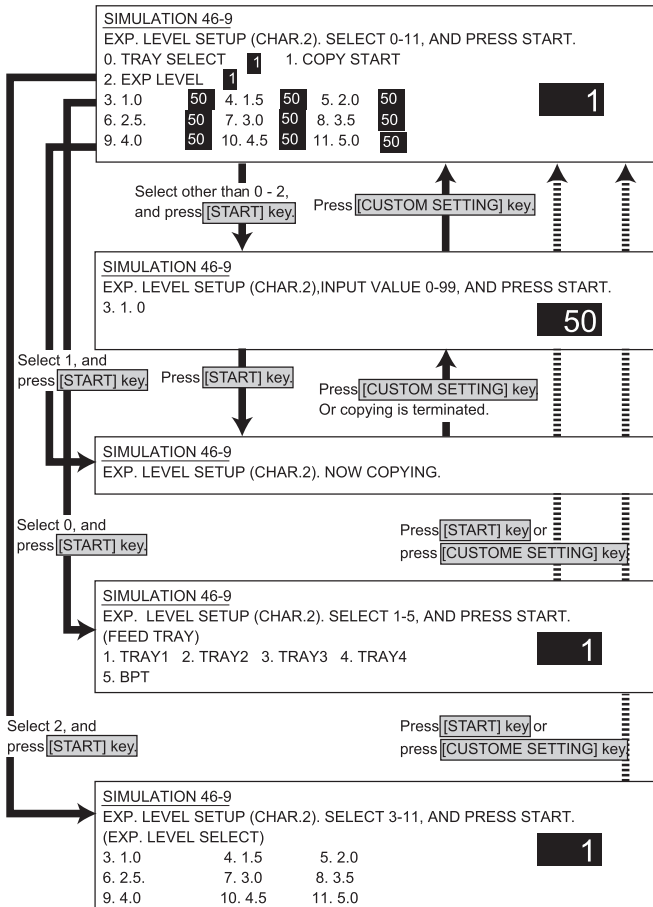 SIMULATION 46-9
EXP. LEVEL SETUP (CHAR.2). SELECT 0-11, AND PRESS START.
0. TRAY SELECT 1 1. COPY START
2. EXP LEVEL 1
3. 1.0 50 4. 1.5 50 5. 2.0 50
1
6. 2.5. 50 7. 3.0 50 8. 3.5 50
9. 4.0 50 10. 4.5 50 11. 5.0 50
Select other than 0 - 2,
and press [START] key.
Press [CUSTOM SETTING] key.
SIMULATION 46-9
EXP. LEVEL SETUP (CHAR.2),INPUT VALUE 0-99, AND PRESS START.
3. 1. 0
50
Select 1, and
press [START] key.
Press [START] key.
Press [CUSTOM SETTING] key.
Or copying is terminated.
SIMULATION 46-9
EXP. LEVEL SETUP (CHAR.2). NOW COPYING.
Select 0, and
press [START] key.
Press [START] key or
press [CUSTOME SETTING] key.
SIMULATION 46-9
EXP. LEVEL SETUP (CHAR.2). SELECT 1-5, AND PRESS START.
(FEED TRAY)
1. TRAY1 2. TRAY2 3. TRAY3 4. TRAY4
1
5. BPT
Select 2, and
press [START] key.
Press [START] key or
press [CUSTOME SETTING] key.
SIMULATION 46-9
EXP. LEVEL SETUP (CHAR.2). SELECT 3-11, AND PRESS START.
(EXP. LEVEL SELECT)
1
3. 1.0 4. 1.5 5. 2.0
6. 2.5. 7. 3.0 8. 3.5
9. 4.0 10. 4.5 11. 5.0